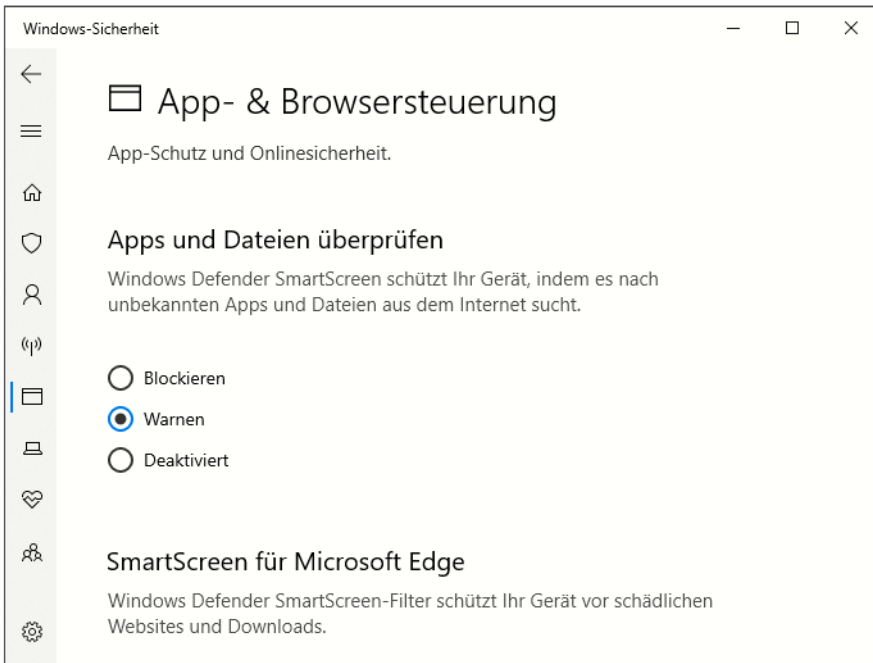 Windows-Sicherheit
App- & Browsersteuerung
App-Schutz und Onlinesicherheit.
Apps und Dateien überprüfen
Windows Defender SmartScreen schützt Ihr Gerät, indem es nach
unbekannten Apps und Dateien aus dem Internet sucht.
Blockieren
Warnen
Deaktiviert
SmartScreen für Microsoft Edge
Windows Defender SmartScreen-Filter schützt Ihr Gerät vor schädlichen
Websites und Downloads.